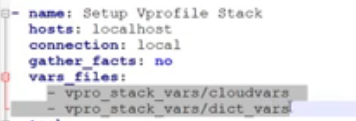 - name: Setup Vprofile Stack
  hosts: localhost
  connection: local
  gather_facts: no
  vars_files:
    - vpro_stack_vars/cloudvars
    - vpro_stack_vars/dict_vars